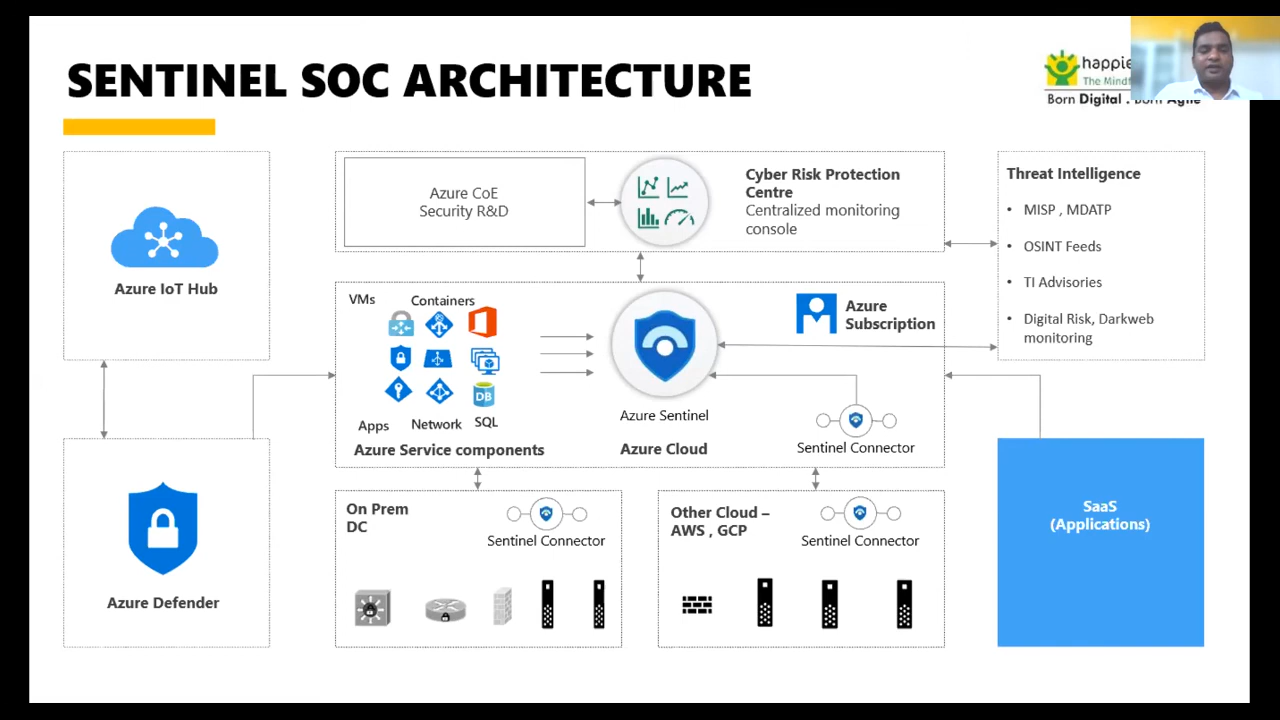 SENTINEL SOC ARCHITECTURE
happie
The Mindf
Born Digital . Born Agile
Azure IoT Hub
Azure Defender
Azure CoE
Security R&D
Cyber Risk Protection
Centre
Centralized monitoring
console
Threat Intelligence
• MISP , MDATP
• OSINT Feeds
• TI Advisories
• Digital Risk, Darkweb
monitoring
VMs
Containers
Apps
Network
SQL
DB
Azure Service components
Azure Sentinel
Azure Cloud
Azure
Subscription
Sentinel Connector
On Prem
DC
Sentinel Connector
Other Cloud –
AWS , GCP
Sentinel Connector
SaaS
(Applications)